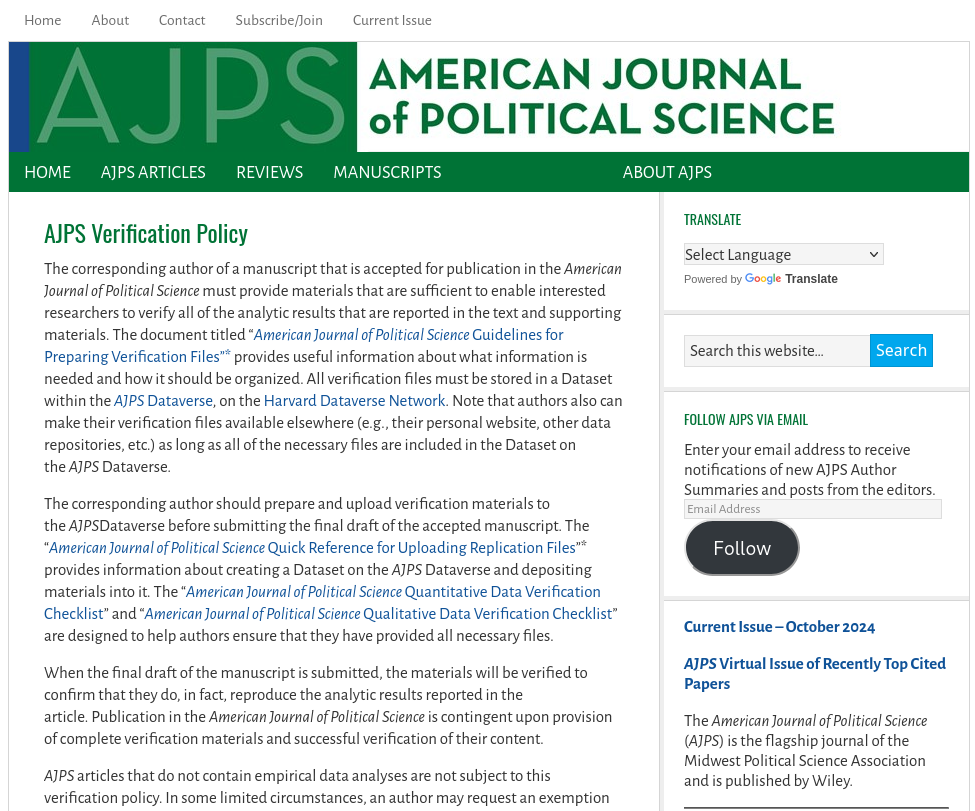 Home About Contact Subscribe/Join Current Issue
AJPS
AMERICAN JOURNAL
of POLITICAL SCIENCE
HOME AJPS ARTICLES REVIEWS MANUSCRIPTS ABOUT AJPS
AJPS Verification Policy
The corresponding author of a manuscript that is accepted for publication in the American
Journal of Political Science must provide materials that are sufficient to enable interested
researchers to verify all of the analytic results that are reported in the text and supporting
materials. The document titled “American Journal of Political Science Guidelines for
Preparing Verification Files”* provides useful information about what information is
needed and how it should be organized. All verification files must be stored in a Dataset
within the AJPS Dataverse, on the Harvard Dataverse Network. Note that authors also can
make their verification files available elsewhere (e.g., their personal website, other data
repositories, etc.) as long as all of the necessary files are included in the Dataset on
the AJPS Dataverse.
The corresponding author should prepare and upload verification materials to
the AJPSDataverse before submitting the final draft of the accepted manuscript. The
“American Journal of Political Science Quick Reference for Uploading Replication Files”*
provides information about creating a Dataset on the AJPS Dataverse and depositing
materials into it. The “American Journal of Political Science Quantitative Data Verification
Checklist” and “American Journal of Political Science Qualitative Data Verification Checklist”
are designed to help authors ensure that they have provided all necessary files.
When the final draft of the manuscript is submitted, the materials will be verified to
confirm that they do, in fact, reproduce the analytic results reported in the
article. Publication in the American Journal of Political Science is contingent upon provision
of complete verification materials and successful verification of their content.
AJPS articles that do not contain empirical data analyses are not subject to this
verification policy. In some limited circumstances, an author may request an exemption
TRANSLATE
Select Language
Powered by Google Translate
Search this website… Search
FOLLOW AJPS VIA EMAIL
Enter your email address to receive
notifications of new AJPS Author
Summaries and posts from the editors.
Email Address
Follow
Current Issue – October 2024
AJPS Virtual Issue of Recently Top Cited
Papers
The American Journal of Political Science
(AJPS) is the flagship journal of the
Midwest Political Science Association
and is published by Wiley.